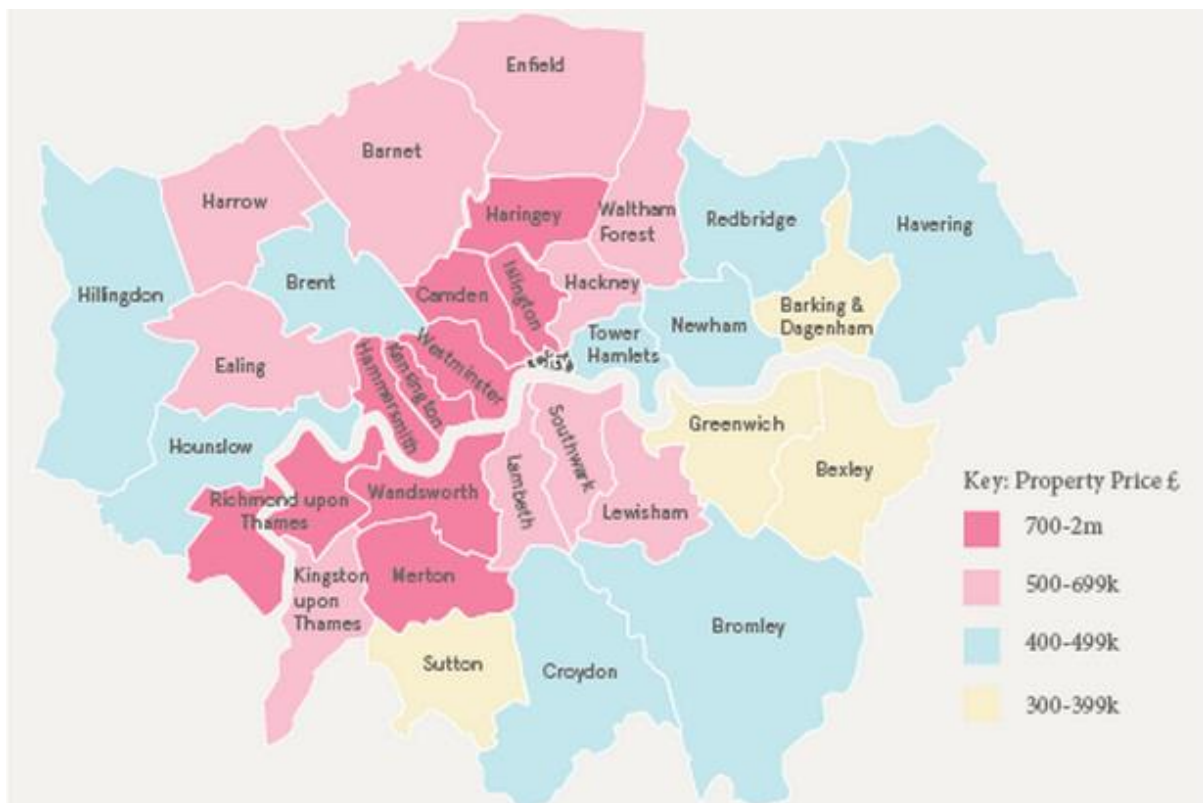 Enfield
Barnet
Harrow
Haringey
Waltham
Forest
Redbridge
Havering
Hillingdon
Brent
Camden
Islington
Hackney
Barking &
Dagenham
Newham
Tower
Hamlets
Ealing
Westminster
Kensington
Hammersmith
City
Hounslow
Greenwich
Southwark
Bexley
Lambeth
Wandsworth
Richmond upon
Thames
Lewisham
Merton
Kingston
upon
Thames
Bromley
Sutton
Croydon
Key: Property Price £
700-2m
500-699k
400-499k
300-399k